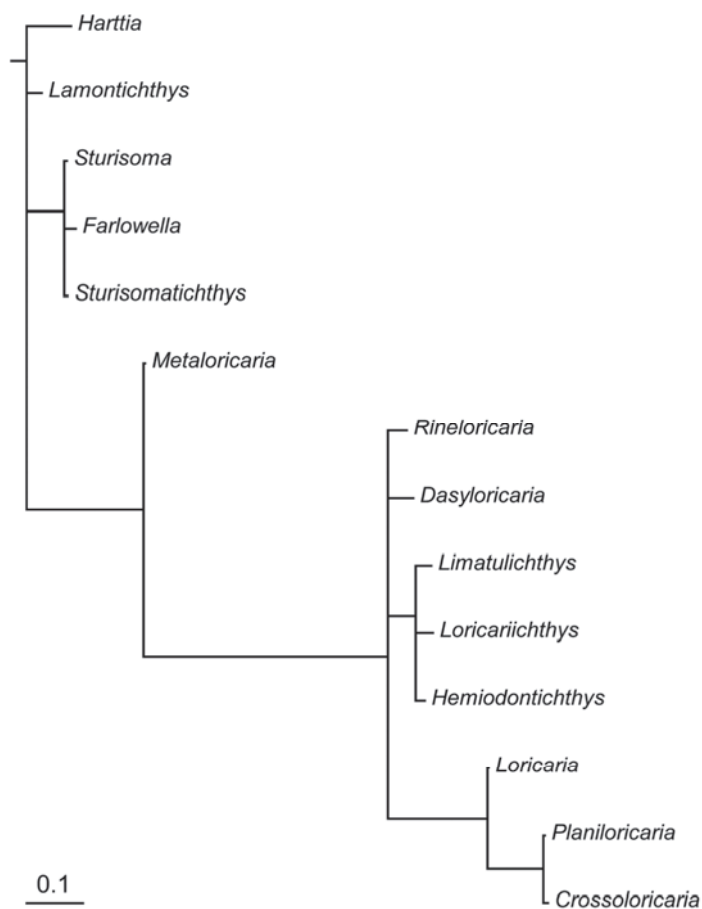 Harttia
Lamontichthys
Sturisoma
Farlowella
Sturisomatichthys
Metaloricaria
Rineloricaria
Dasyloricaria
Limatulichthys
Loricariichthys
Hemiodontichthys
Loricaria
Planiloricaria
0.1
Crossoloricaria